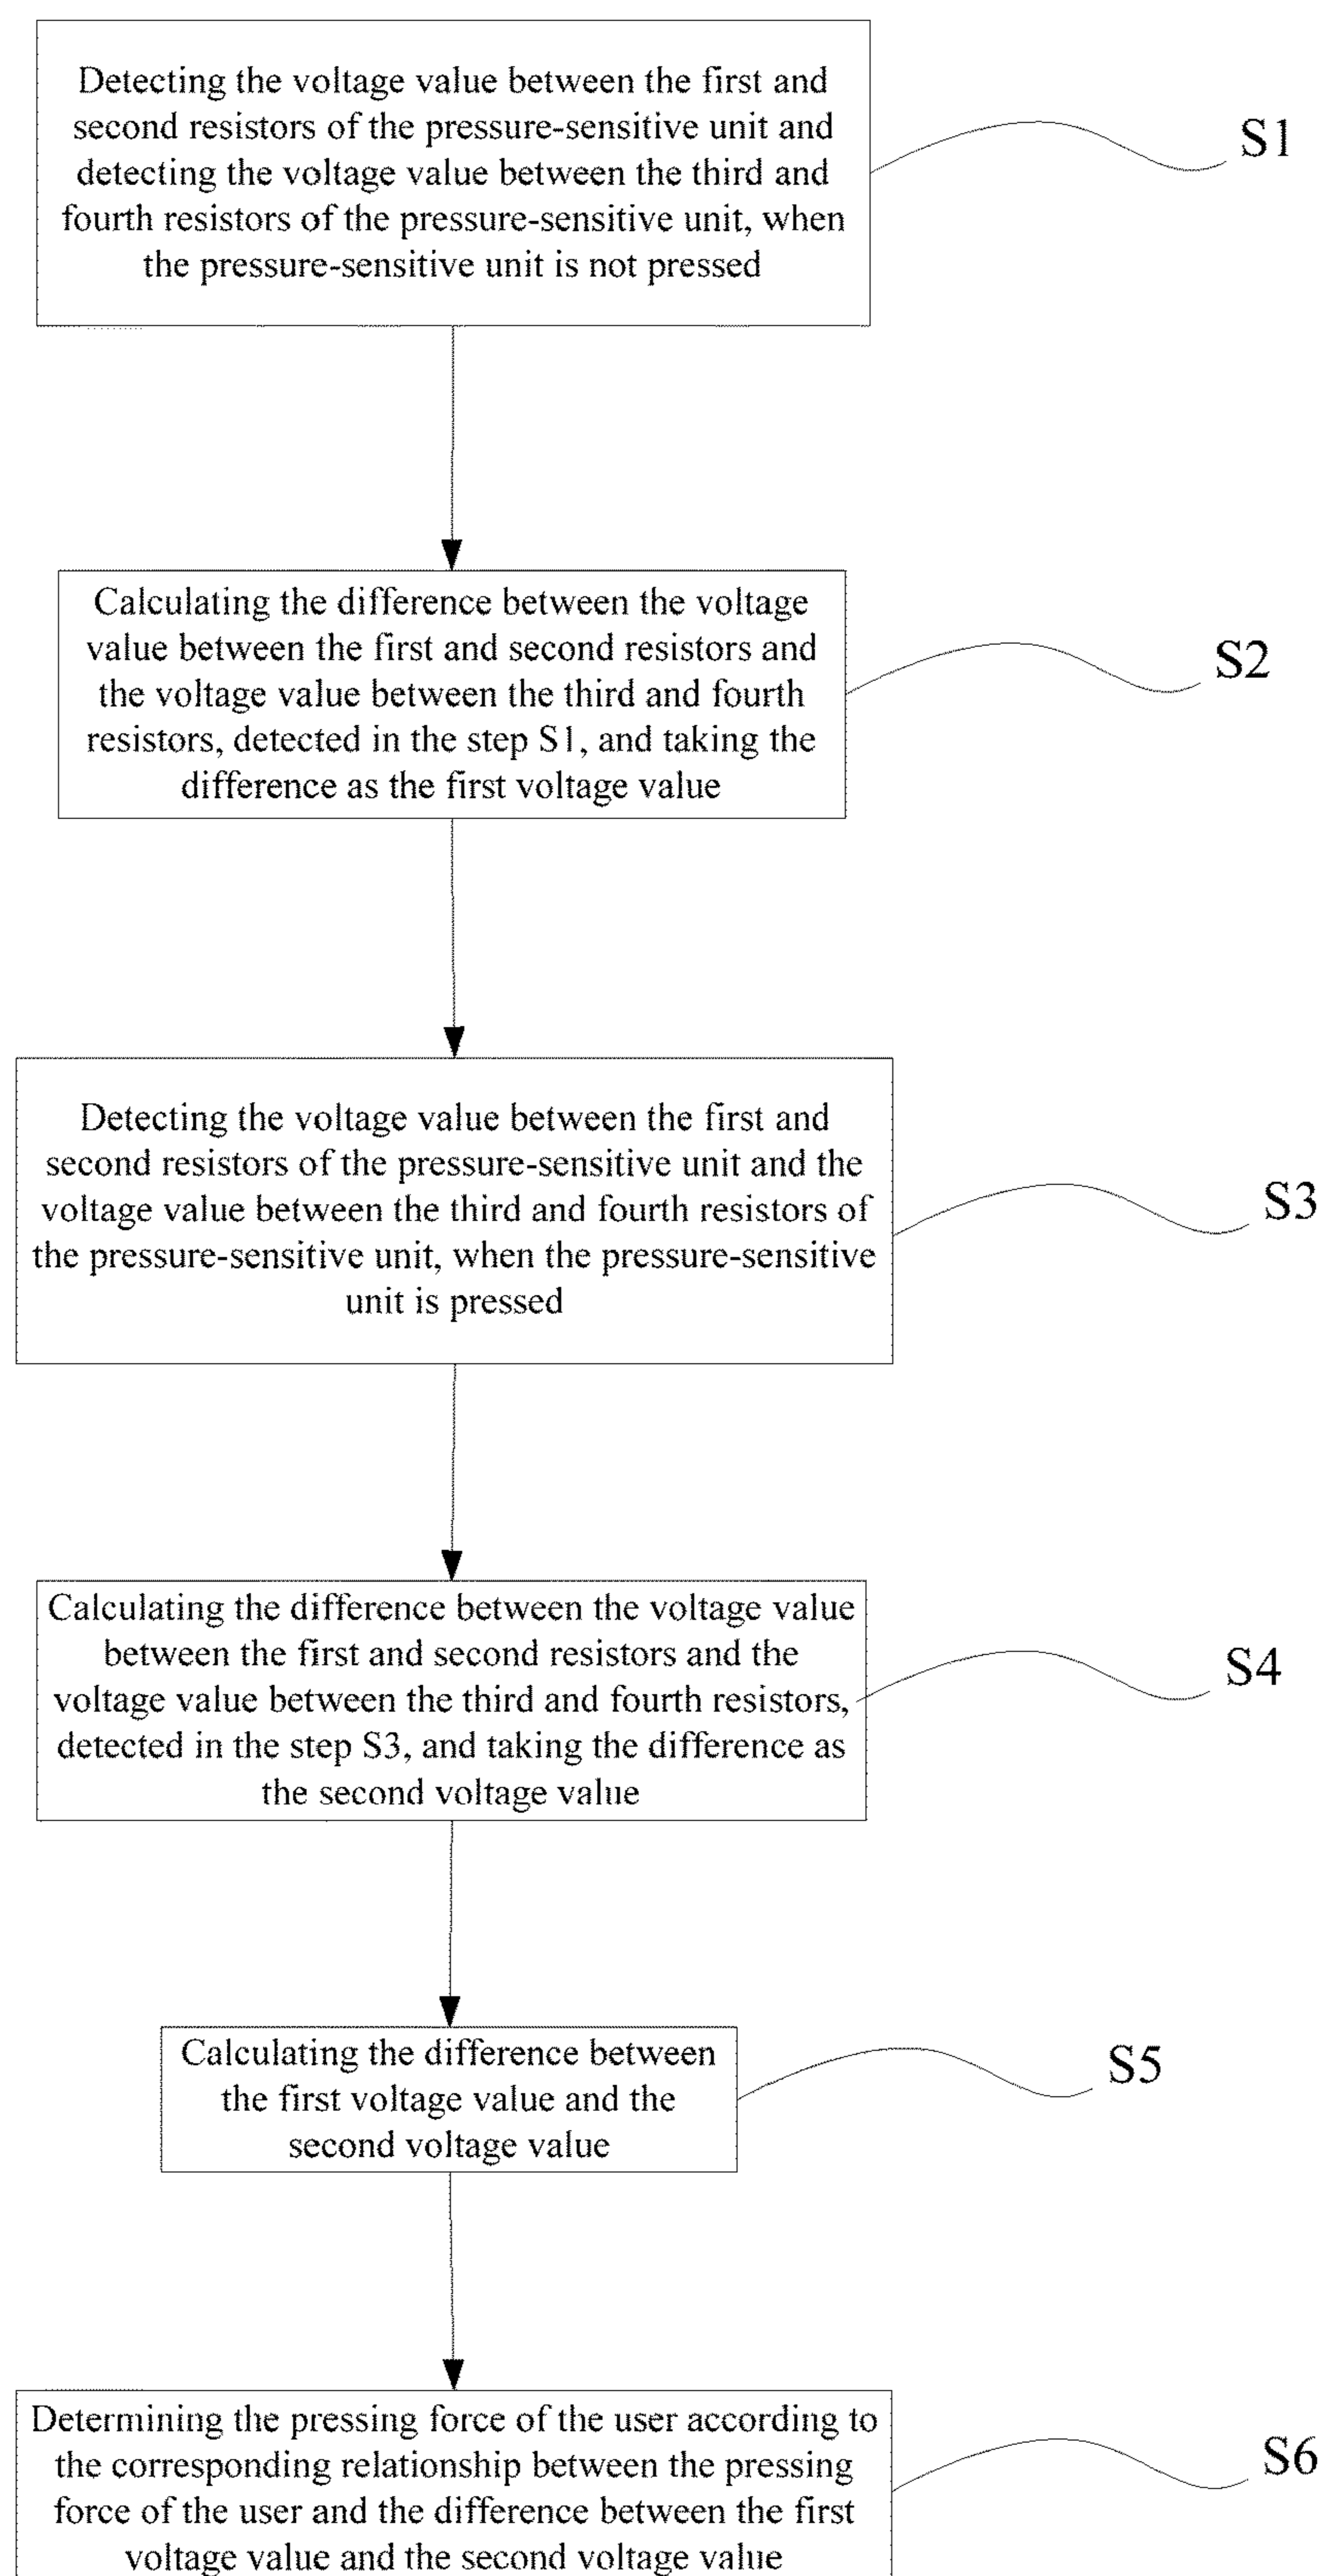 Detecting the voltage value between the first and
second resistors of the pressure-sensitive unit and
detecting the voltage value between the third and
fourth resistors of the pressure-sensitive unit, when
the pressure-sensitive unit is not pressed
S1
Calculating the difference between the voltage
value between the first and second resistors and
the voltage value between the third and fourth
resistors, detected in the step S1, and taking the
difference as the first voltage value
S2
Detecting the voltage value between the first and
second resistors of the pressure-sensitive unit and the
voltage value between the third and fourth resistors of
the pressure-sensitive unit, when the pressure-sensitive
unit is pressed
S3
Calculating the difference between the voltage value
between the first and second resistors and the
voltage value between the third and fourth resistors,
detected in the step S3, and taking the difference as
the second voltage value
S4
Calculating the difference between
the first voltage value and the
second voltage value
S5
Determining the pressing force of the user according to
the corresponding relationship between the pressing
force of the user and the difference between the first
voltage value and the second voltage value
S6